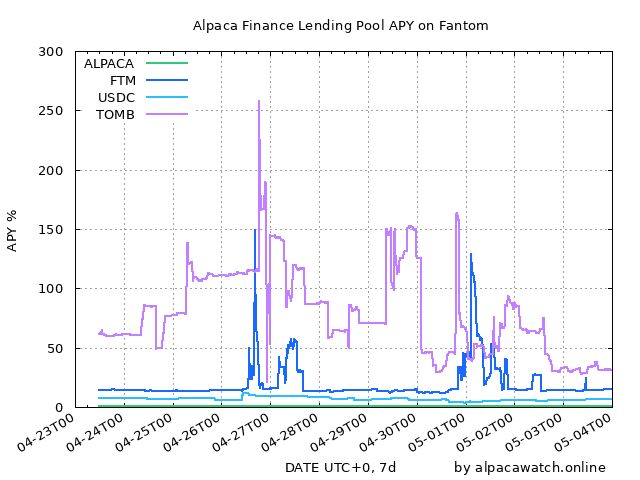 Alpaca Finance Lending Pool APY on Fantom
300
250
200
150
100
50
0
APY %
ALPACA
FTM
USDC
TOMB
04-23T00
04-24T00
04-25T00
04-26T00
04-27T00
04-28T00
04-29T00
04-30T00
05-01T00
05-02T00
05-03T00
05-04T00
DATE UTC+0, 7d
by alpacawatch.online